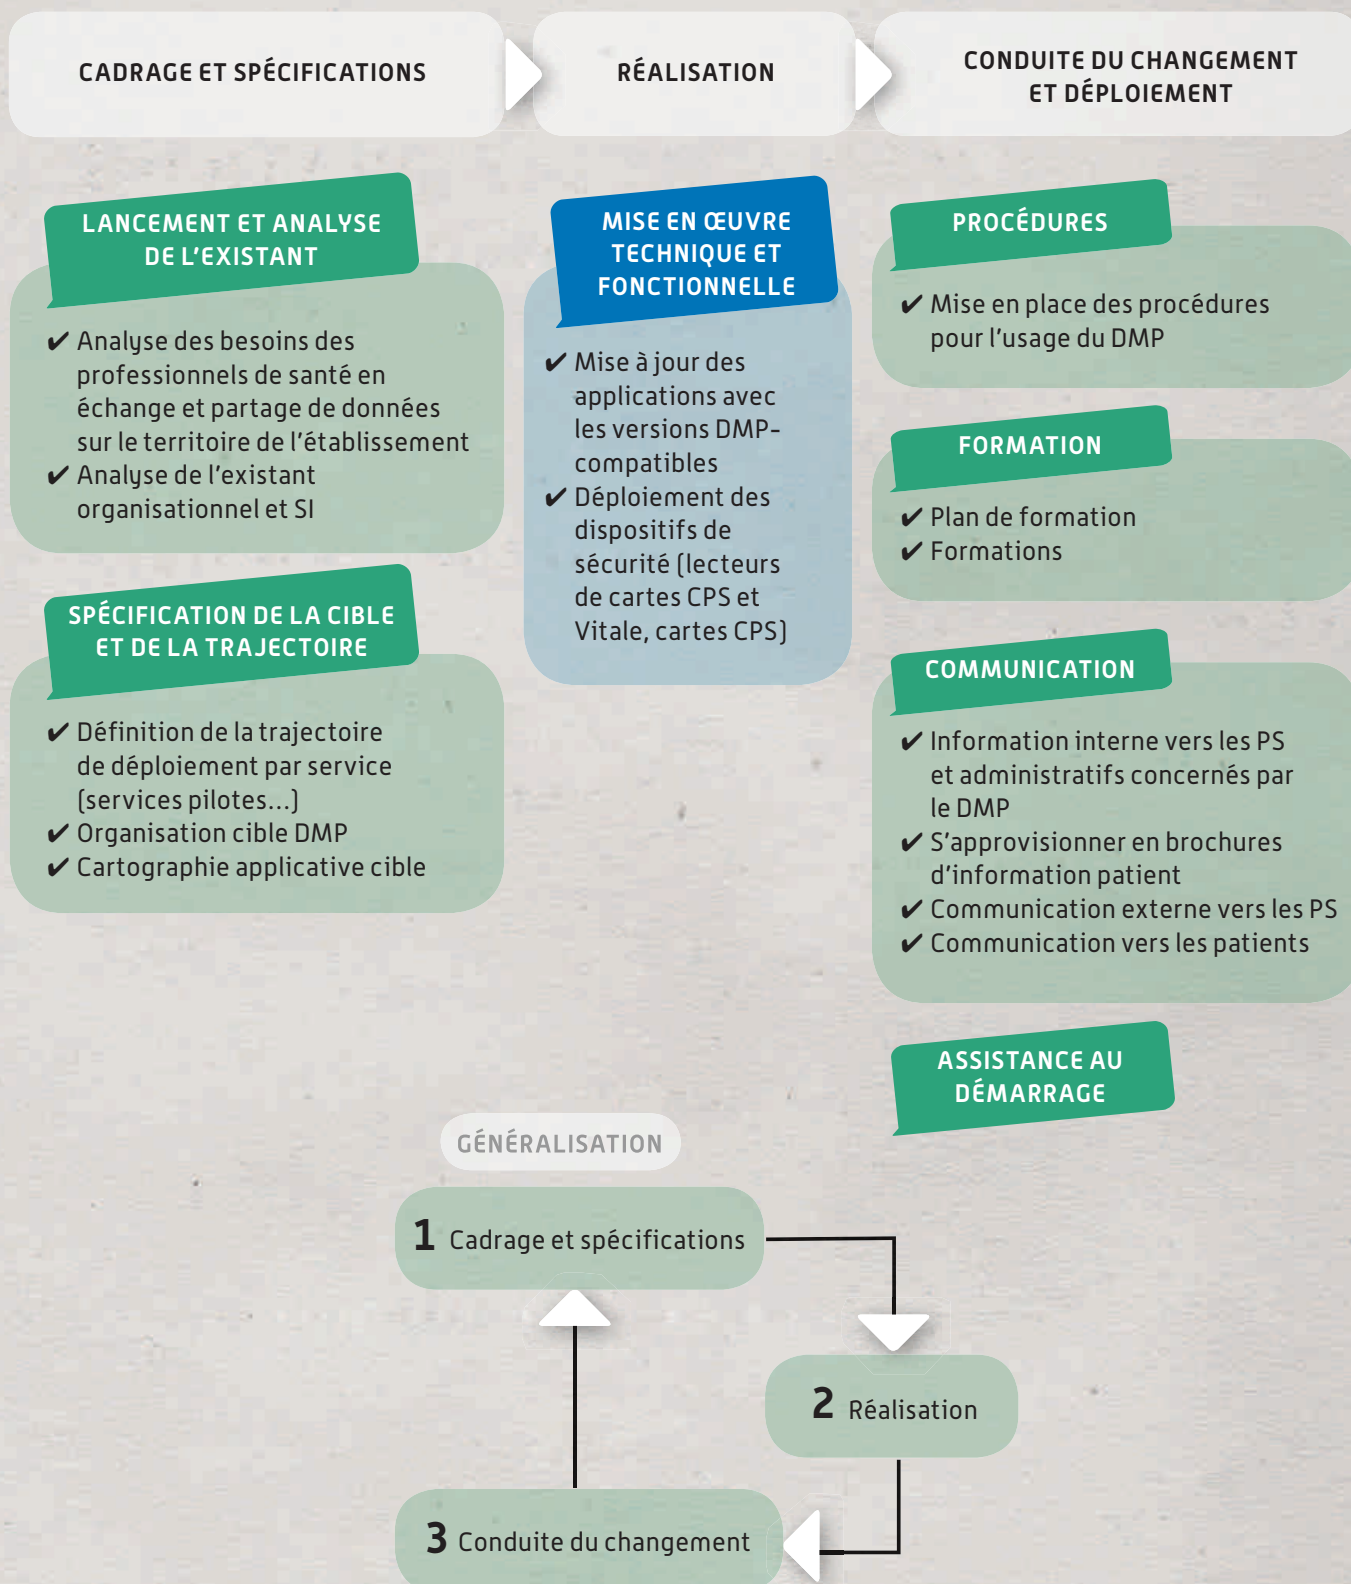 CADRAGE ET SPÉCIFICATIONS
RÉALISATION
CONDUITE DU CHANGEMENT
ET DÉPLOIEMENT
LANCEMENT ET ANALYSE
DE L'EXISTANT
✔ Analyse des besoins des
professionnels de santé en
échange et partage de données
sur le territoire de l'établissement
✔ Analyse de l'existant
organisationnel et SI
SPÉCIFICATION DE LA CIBLE
ET DE LA TRAJECTOIRE
✔ Définition de la trajectoire
de déploiement par service
(services pilotes...)
✔ Organisation cible DMP
✔ Cartographie applicative cible
MISE EN ŒUVRE
TECHNIQUE ET
FONCTIONNELLE
✔ Mise à jour des
applications avec
les versions DMP-
compatibles
✔ Déploiement des
dispositifs de
sécurité (lecteurs
de cartes CPS et
Vitale, cartes CPS)
PROCÉDURES
✔ Mise en place des procédures
pour l'usage du DMP
FORMATION
✔ Plan de formation
✔ Formations
COMMUNICATION
✔ Information interne vers les PS
et administratifs concernés par
le DMP
✔ S'approvisionner en brochures
d'information patient
✔ Communication externe vers les PS
✔ Communication vers les patients
ASSISTANCE AU
DÉMARRAGE
GÉNÉRALISATION
1 Cadrage et spécifications
2 Réalisation
3 Conduite du changement